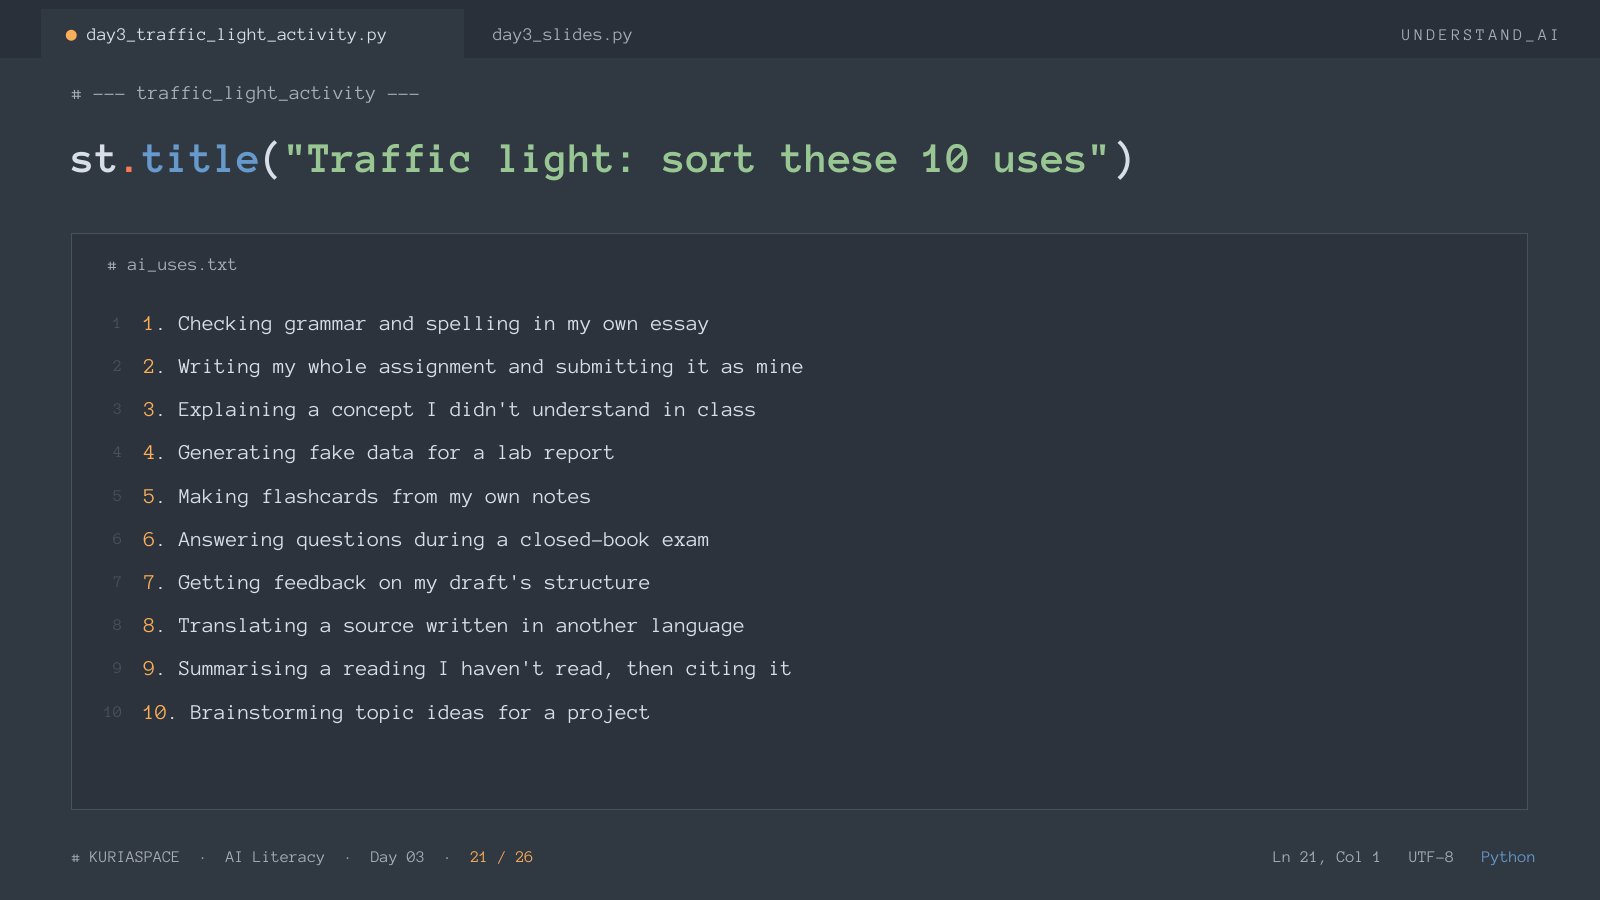 day3_traffic_light_activity.py day3_slides.py UNDERSTAND_AI
# --- traffic_light_activity ---
st.title("Traffic light: sort these 10 uses")
# ai_uses.txt
1 1. Checking grammar and spelling in my own essay
2 2. Writing my whole assignment and submitting it as mine
3 3. Explaining a concept I didn't understand in class
4 4. Generating fake data for a lab report
5 5. Making flashcards from my own notes
6 6. Answering questions during a closed-book exam
7 7. Getting feedback on my draft's structure
8 8. Translating a source written in another language
9 9. Summarising a reading I haven't read, then citing it
10 10. Brainstorming topic ideas for a project
# KURIASPACE · AI Literacy · Day 03 · 21 / 26 Ln 21, Col 1 UTF-8 Python